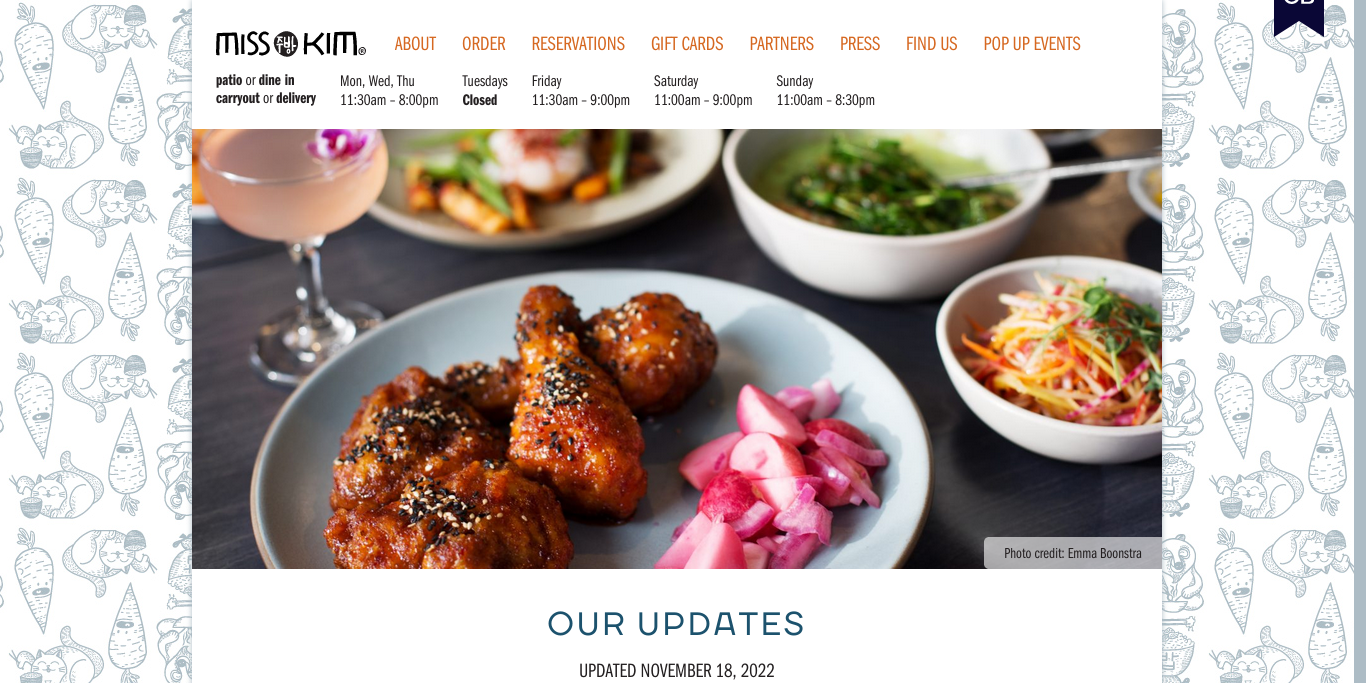 MISS KIM®
ABOUT ORDER RESERVATIONS GIFT CARDS PARTNERS PRESS FIND US POP UP EVENTS
patio or dine in
carryout or delivery
Mon, Wed, Thu
11:30am – 8:00pm
Tuesdays
Closed
Friday
11:30am – 9:00pm
Saturday
11:00am – 9:00pm
Sunday
11:00am – 8:30pm
Photo credit: Emma Boonstra
OUR UPDATES
UPDATED NOVEMBER 18, 2022